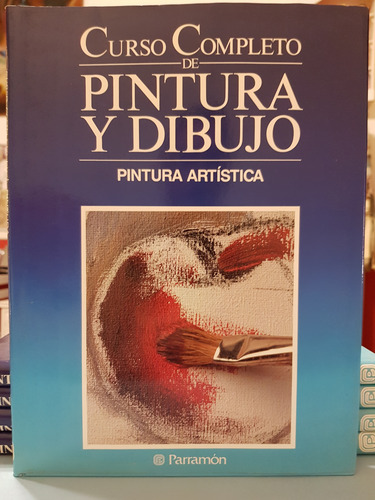 CURSO COMPLETO
DE
PINTURA
Y DIBUJO
PINTURA ARTÍSTICA
Parramón